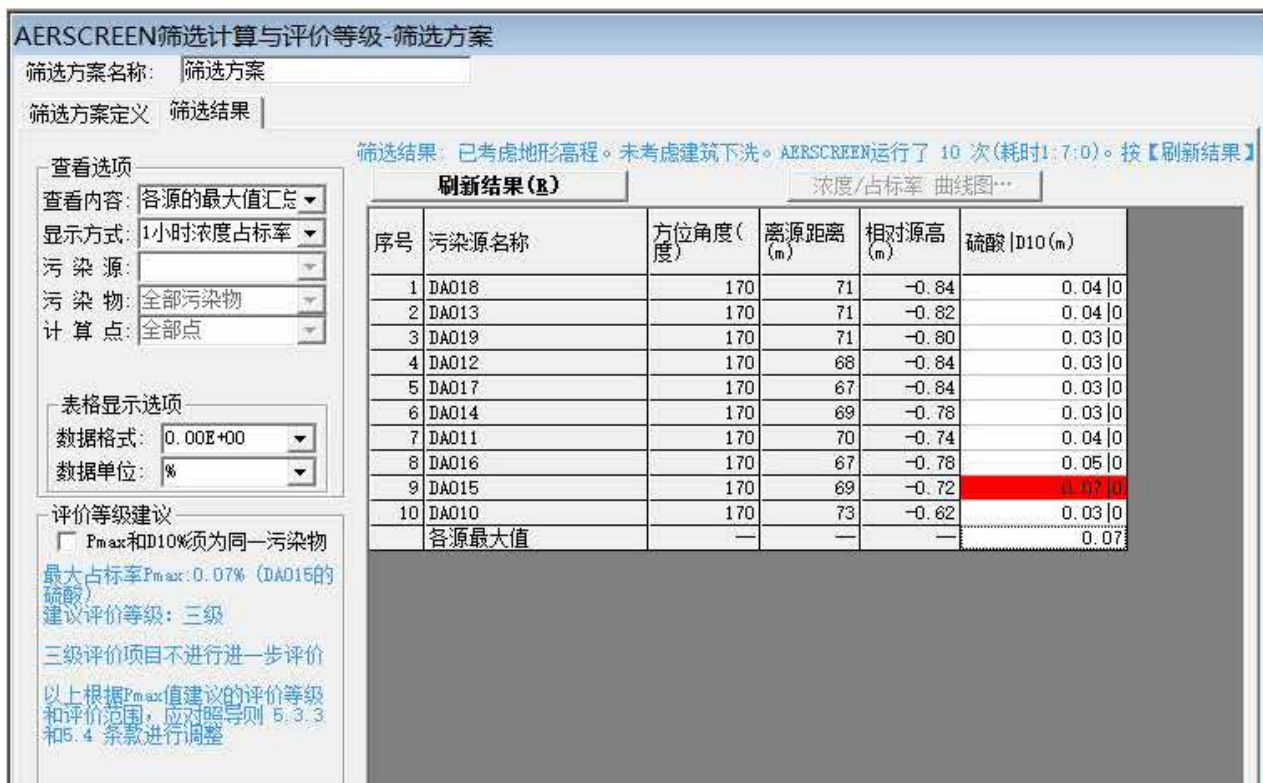 AERSCREEN筛选计算与评价等级-筛选方案
筛选方案名称: 筛选方案
筛选方案定义 筛选结果
筛选结果: 已考虑地形高程。未考虑建筑下洗。AERSCREEN运行了 10 次(耗时1:7:0)。按【刷新结果】
刷新结果(R) 浓度/占标率 曲线图…
查看选项
查看内容: 各源的最大值汇总
显示方式: 1小时浓度占标率
污 染 源:
污 染 物: 全部污染物
计 算 点: 全部点
表格显示选项
数据格式: 0.00E+00
数据单位: %
评价等级建议
Pmax和D10%须为同一污染物
最大占标率Pmax:0.07% (DA015的
硫酸)
建议评价等级: 三级
三级评价项目不进行进一步评价
以上根据Pmax值建议的评价等级
和评价范围,应对照导则 5.3.3
和5.4 条款进行调整
序号 污染源名称 方位角度(度) 离源距离(m) 相对源高(m) 硫酸|D10(m)
1 DA018 170 71 -0.84 0.04|0
2 DA013 170 71 -0.82 0.04|0
3 DA019 170 71 -0.80 0.03|0
4 DA012 170 68 -0.84 0.03|0
5 DA017 170 67 -0.84 0.03|0
6 DA014 170 69 -0.78 0.03|0
7 DA011 170 70 -0.74 0.04|0
8 DA016 170 67 -0.78 0.05|0
9 DA015 170 69 -0.72 0.07|0
10 DA010 170 73 -0.62 0.03|0
各源最大值 — — — 0.07